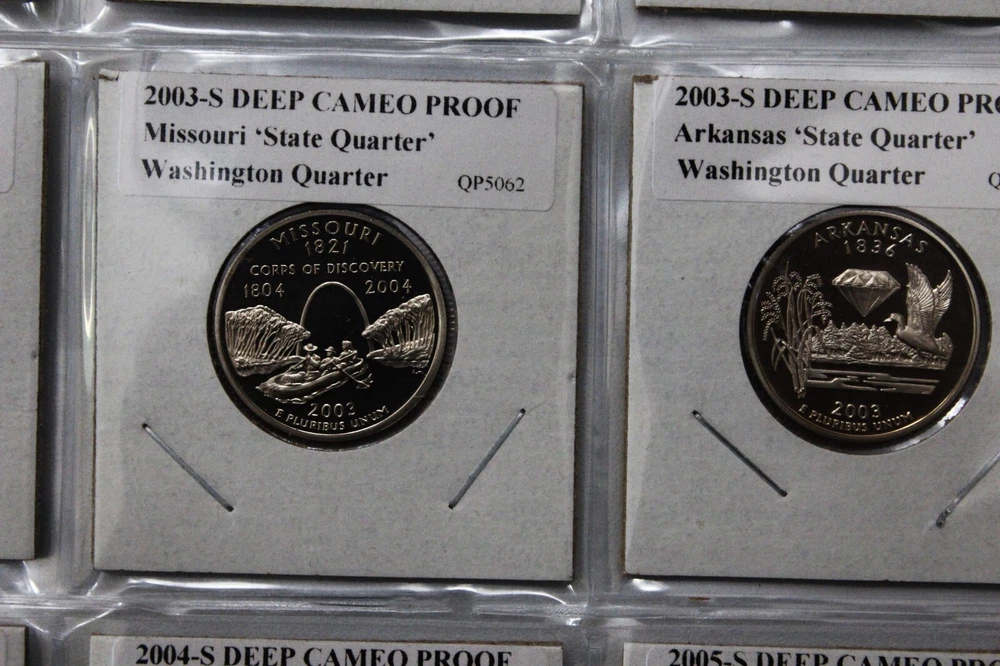 2003-S DEEP CAMEO PROOF
Missouri ‘State Quarter’
Washington Quarter QP5062
MISSOURI
1821
CORPS OF DISCOVERY
1804 2004
2003
E PLURIBUS UNUM
2003-S DEEP CAMEO PRO
Arkansas ‘State Quarter’
Washington Quarter Q
ARKANSAS
1836
2003
E PLURIBUS UNUM
2004-S DEEP CAMEO PROOF
2005-S DEEP CAMEO PR